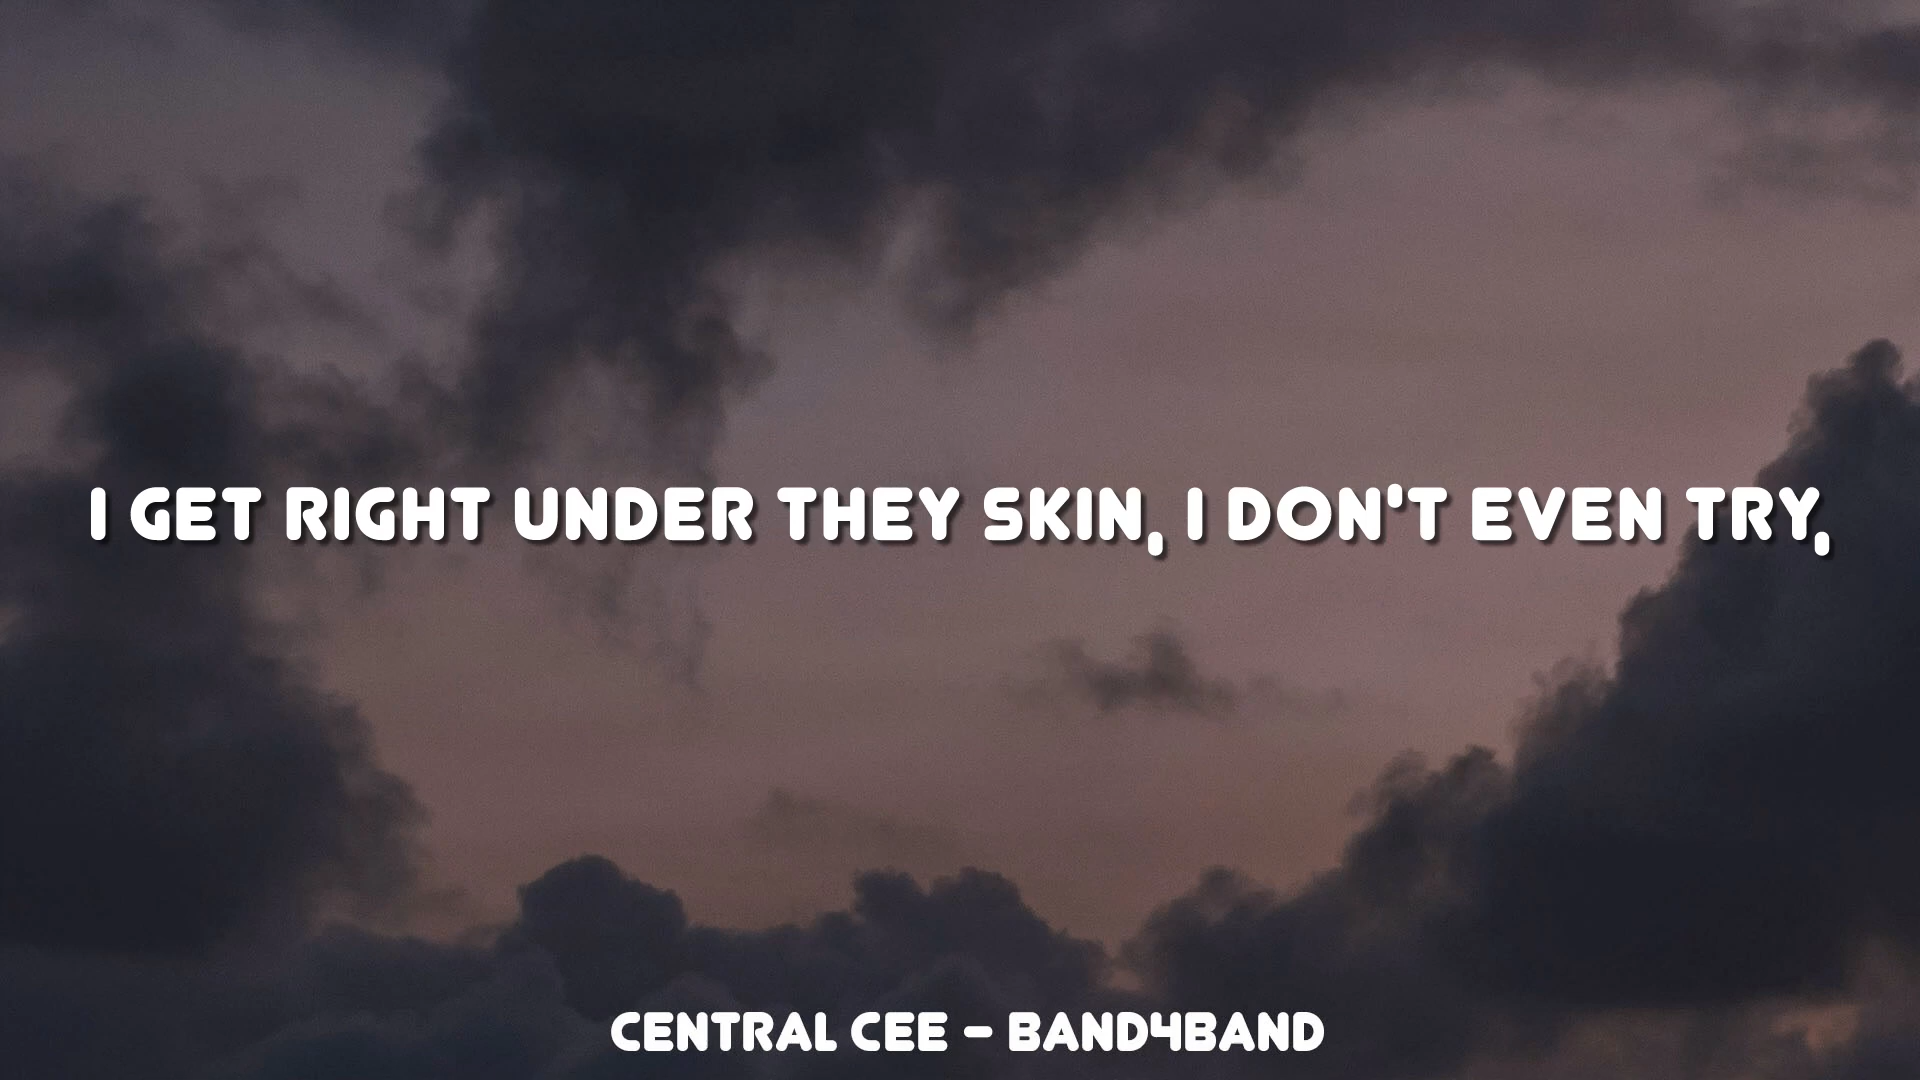 I GET RIGHT UNDER THEY SKIN, I DON'T EVEN TRY,
CENTRAL CEE - BAND4BAND